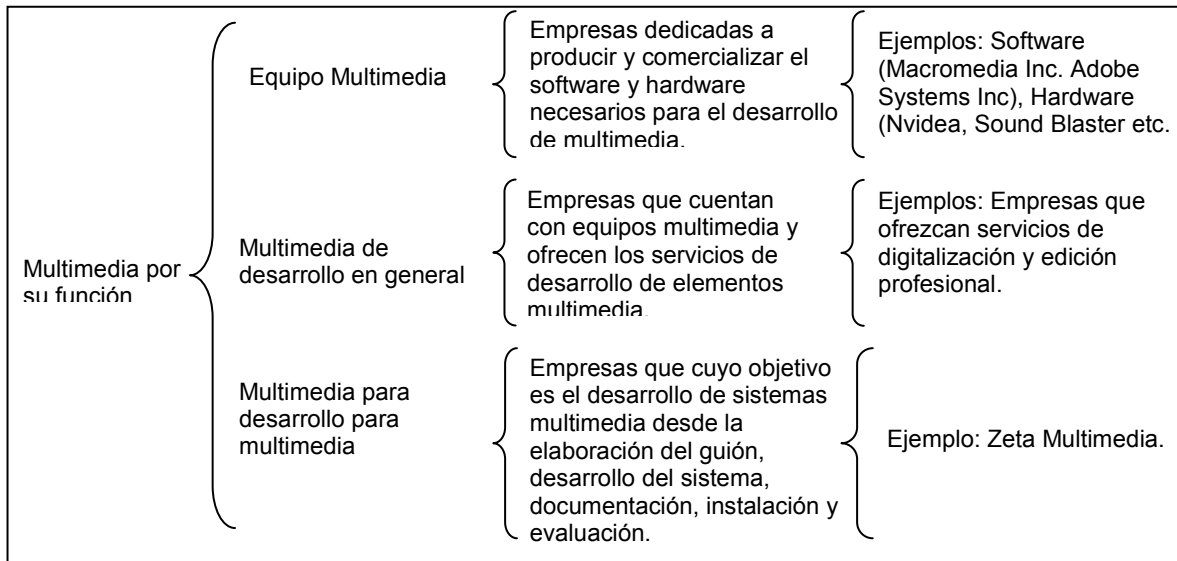 Multimedia por
su función
Equipo Multimedia
Empresas dedicadas a
producir y comercializar el
software y hardware
necesarios para el desarrollo
de multimedia.
Ejemplos: Software
(Macromedia Inc. Adobe
Systems Inc), Hardware
(Nvidea, Sound Blaster etc.
Multimedia de
desarrollo en general
Empresas que cuentan
con equipos multimedia y
ofrecen los servicios de
desarrollo de elementos
multimedia.
Ejemplos: Empresas que
ofrezcan servicios de
digitalización y edición
profesional.
Multimedia para
desarrollo para
multimedia
Empresas que cuyo objetivo
es el desarrollo de sistemas
multimedia desde la
elaboración del guión,
desarrollo del sistema,
documentación, instalación y
evaluación.
Ejemplo: Zeta Multimedia.